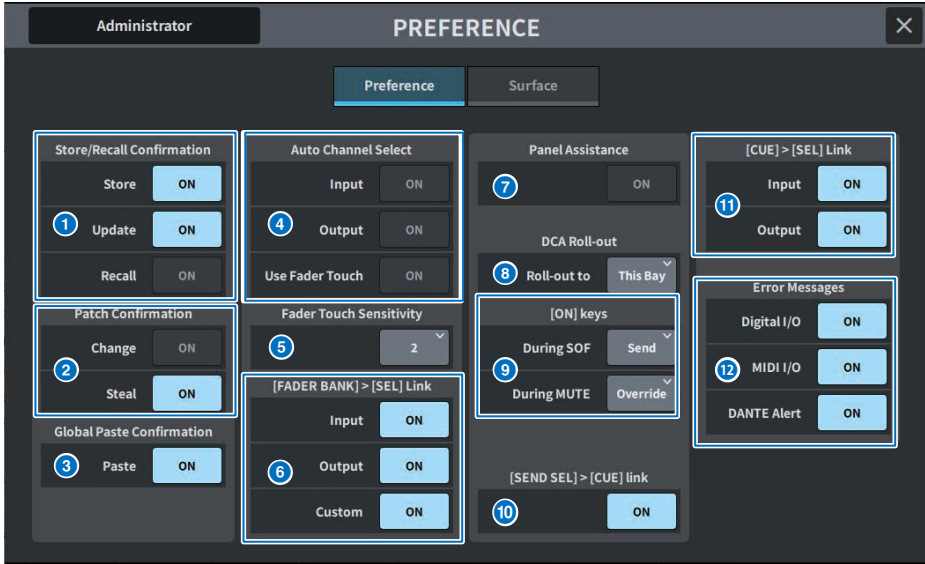 Administrator
PREFERENCE
Preference
Surface
Store/Recall Confirmation
Store ON
1 Update ON
Recall ON
Patch Confirmation
Change ON
2
Steal ON
Global Paste Confirmation
3 Paste ON
Auto Channel Select
Input ON
4 Output ON
Use Fader Touch ON
Fader Touch Sensitivity
5 2
[FADER BANK] > [SEL] Link
Input ON
6 Output ON
Custom ON
Panel Assistance
7 ON
DCA Roll-out
8 Roll-out to This Bay
[ON] keys
During SOF Send
9
During MUTE Override
[SEND SEL] > [CUE] link
10 ON
[CUE] > [SEL] Link
Input ON
11
Output ON
Error Messages
Digital I/O ON
12 MIDI I/O ON
DANTE Alert ON